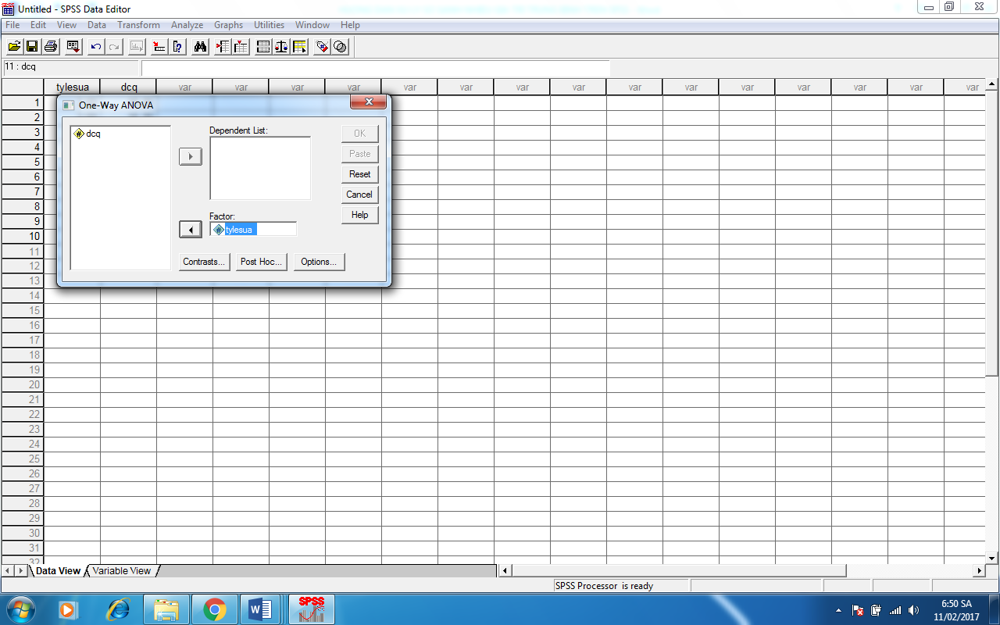 Untitled - SPSS Data Editor
File Edit View Data Transform Analyze Graphs Utilities Window Help
11 : dcq
tylesua dcq var var var var var var var var var var var var var var var
1
2
3
4
5
6
7
8
9
10
11
12
13
14
15
16
17
18
19
20
21
22
23
24
25
26
27
28
29
30
31
32
One-Way ANOVA
dcq
Dependent List:
Factor:
tylesua
OK
Paste
Reset
Cancel
Help
Contrasts... Post Hoc... Options...
Data View Variable View
SPSS Processor is ready
SPSS
6:50 SA
11/02/2017